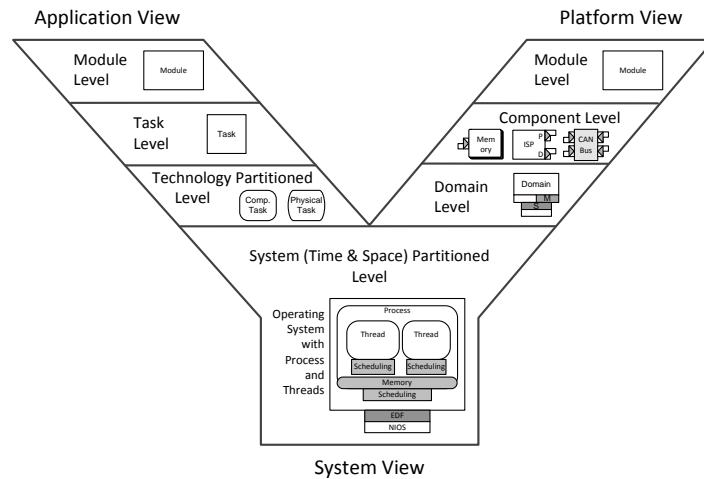 Application View
Platform View
Module
Level
Module
Module
Level
Module
Task
Level
Task
Component Level
Mem
ory
ISP
P
D
CAN
Bus
Technology Partitioned
Level
Comp.
Task
Physical
Task
Domain
Level
Domain
M
S
System (Time & Space) Partitioned
Level
Operating
System
with
Process
and
Threads
Process
Thread
Thread
Scheduling
Scheduling
Memory
Scheduling
EDF
NIOS
System View